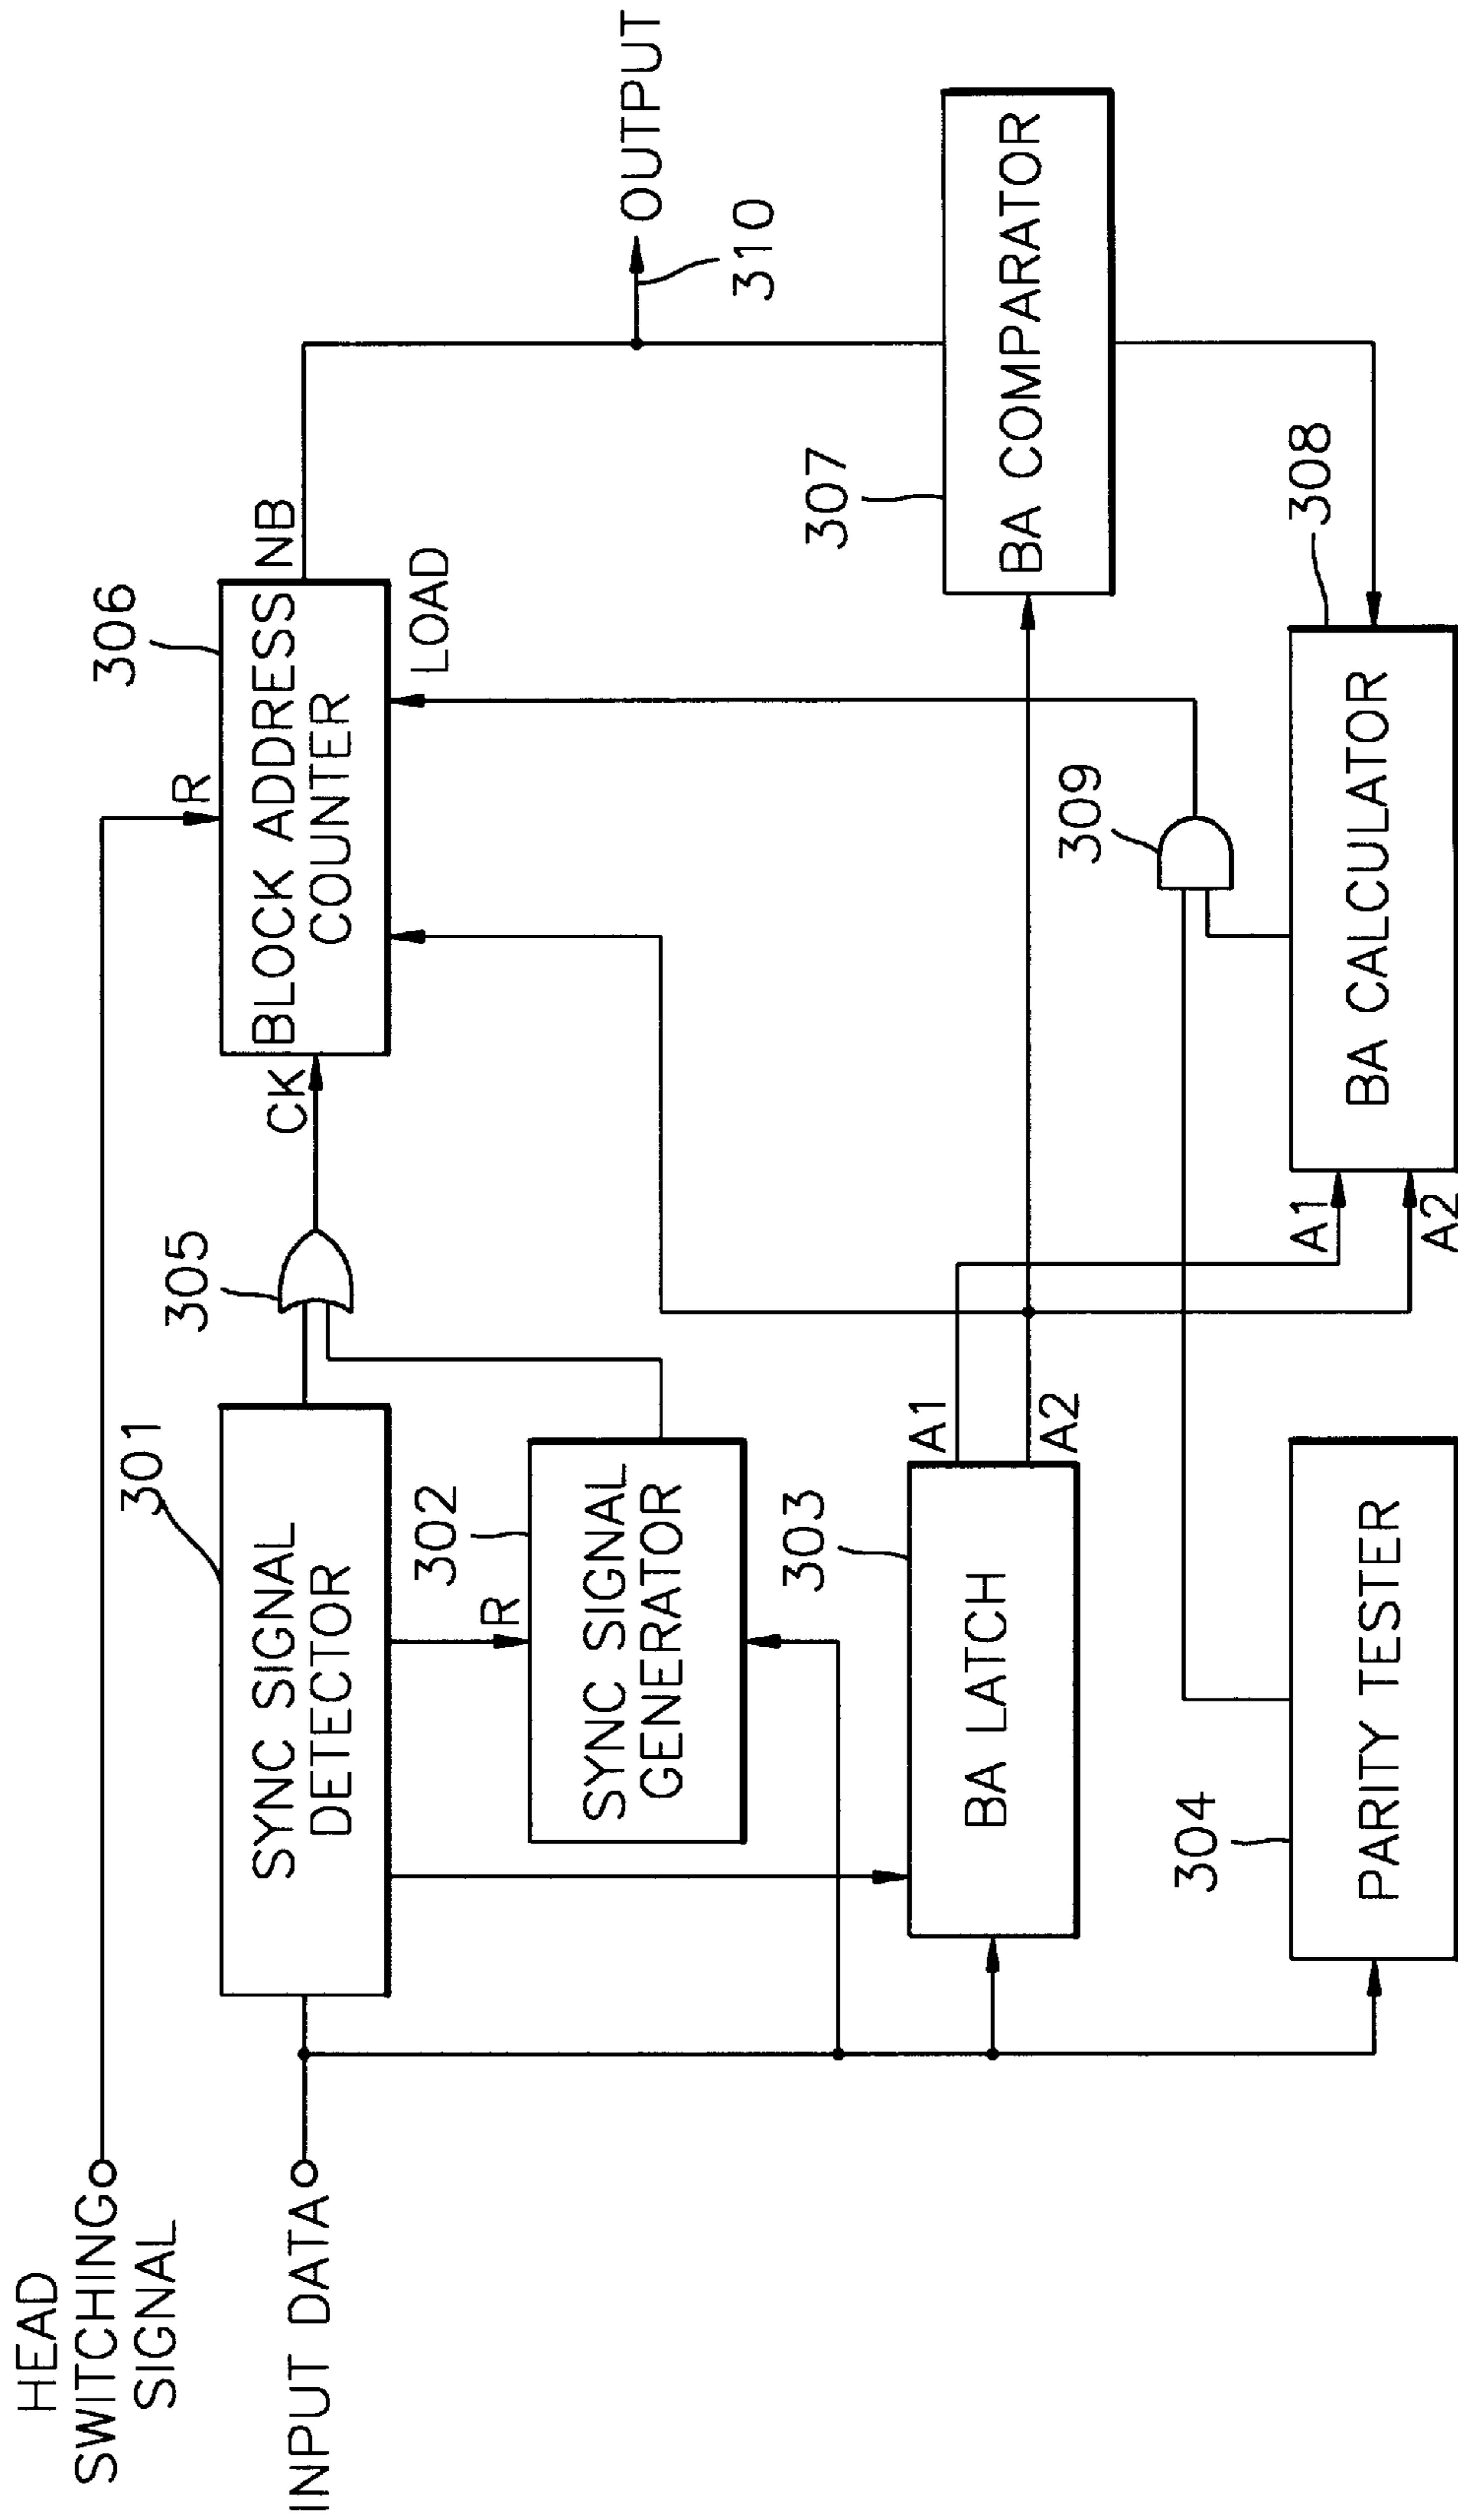 HEAD
SWITCHING
SIGNAL
INPUT DATA
301
SYNC SIGNAL
DETECTOR
302
R
SYNC SIGNAL
GENERATOR
303
BA LATCH
A1
A2
304
PARITY TESTER
305
CK
306
R
BLOCK ADDRESS
COUNTER
NB
LOAD
OUTPUT
310
307
BA COMPARATOR
309
308
BA CALCULATOR
A1
A2